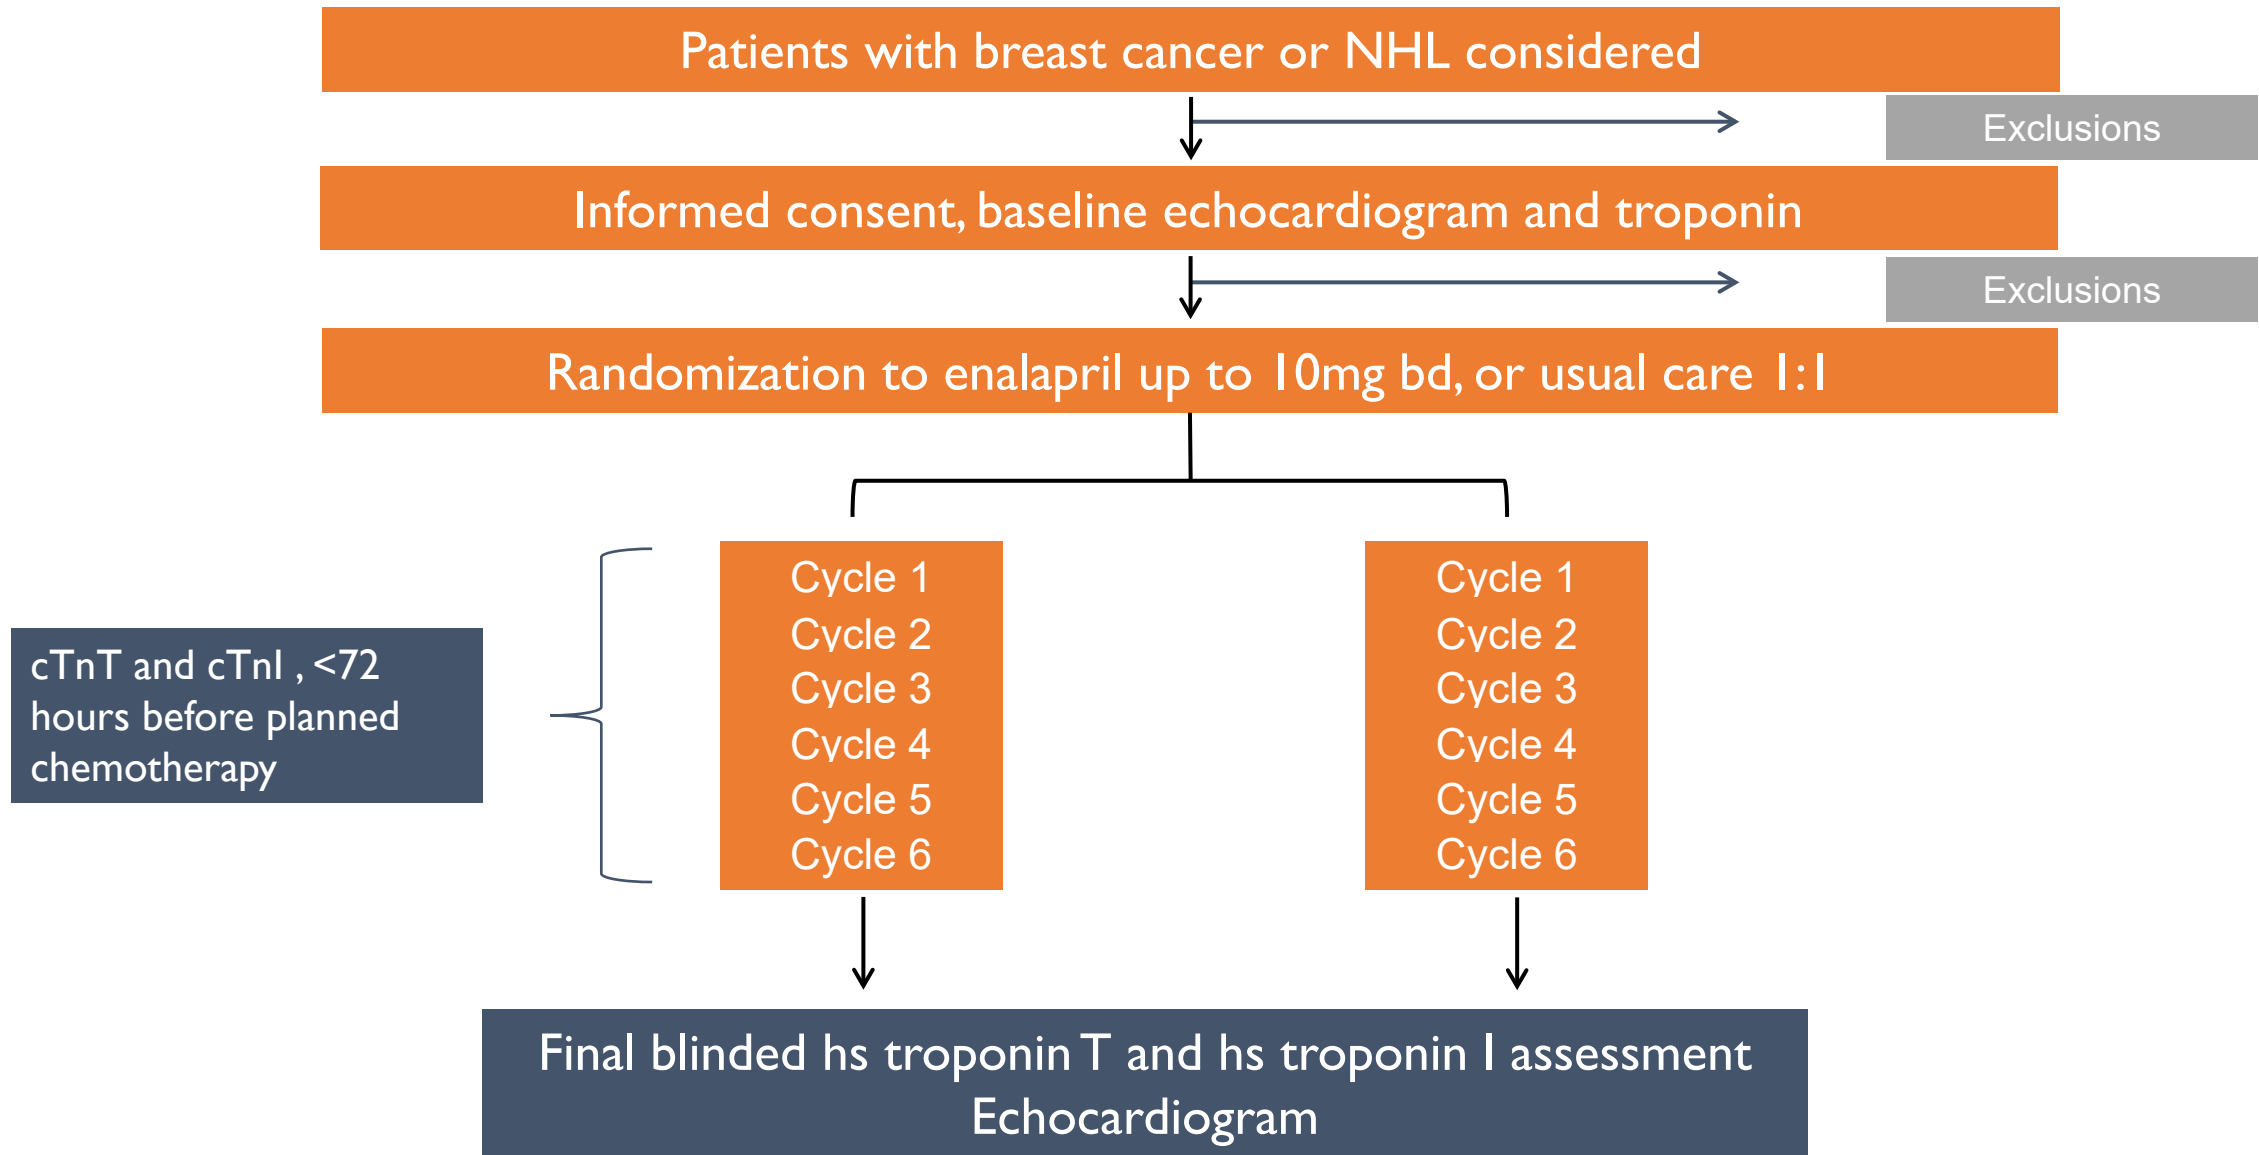 Patients with breast cancer or NHL considered
Exclusions
Informed consent, baseline echocardiogram and troponin
Exclusions
Randomization to enalapril up to 10mg bd, or usual care 1:1
cTnT and cTnI , <72
hours before planned
chemotherapy
Cycle 1
Cycle 2
Cycle 3
Cycle 4
Cycle 5
Cycle 6
Cycle 1
Cycle 2
Cycle 3
Cycle 4
Cycle 5
Cycle 6
Final blinded hs troponin T and hs troponin I assessment
Echocardiogram